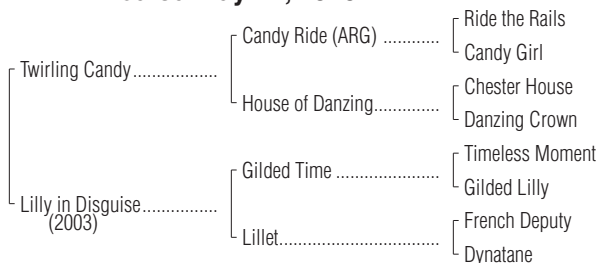 Ride the Rails
Candy Ride (ARG) ............
Candy Girl
Twirling Candy..................
Chester House
House of Danzing..............
Danzing Crown
Timeless Moment
Gilded Time ......................
Gilded Lilly
Lilly in Disguise................
(2003)
French Deputy
Lillet..................................
Dynatane